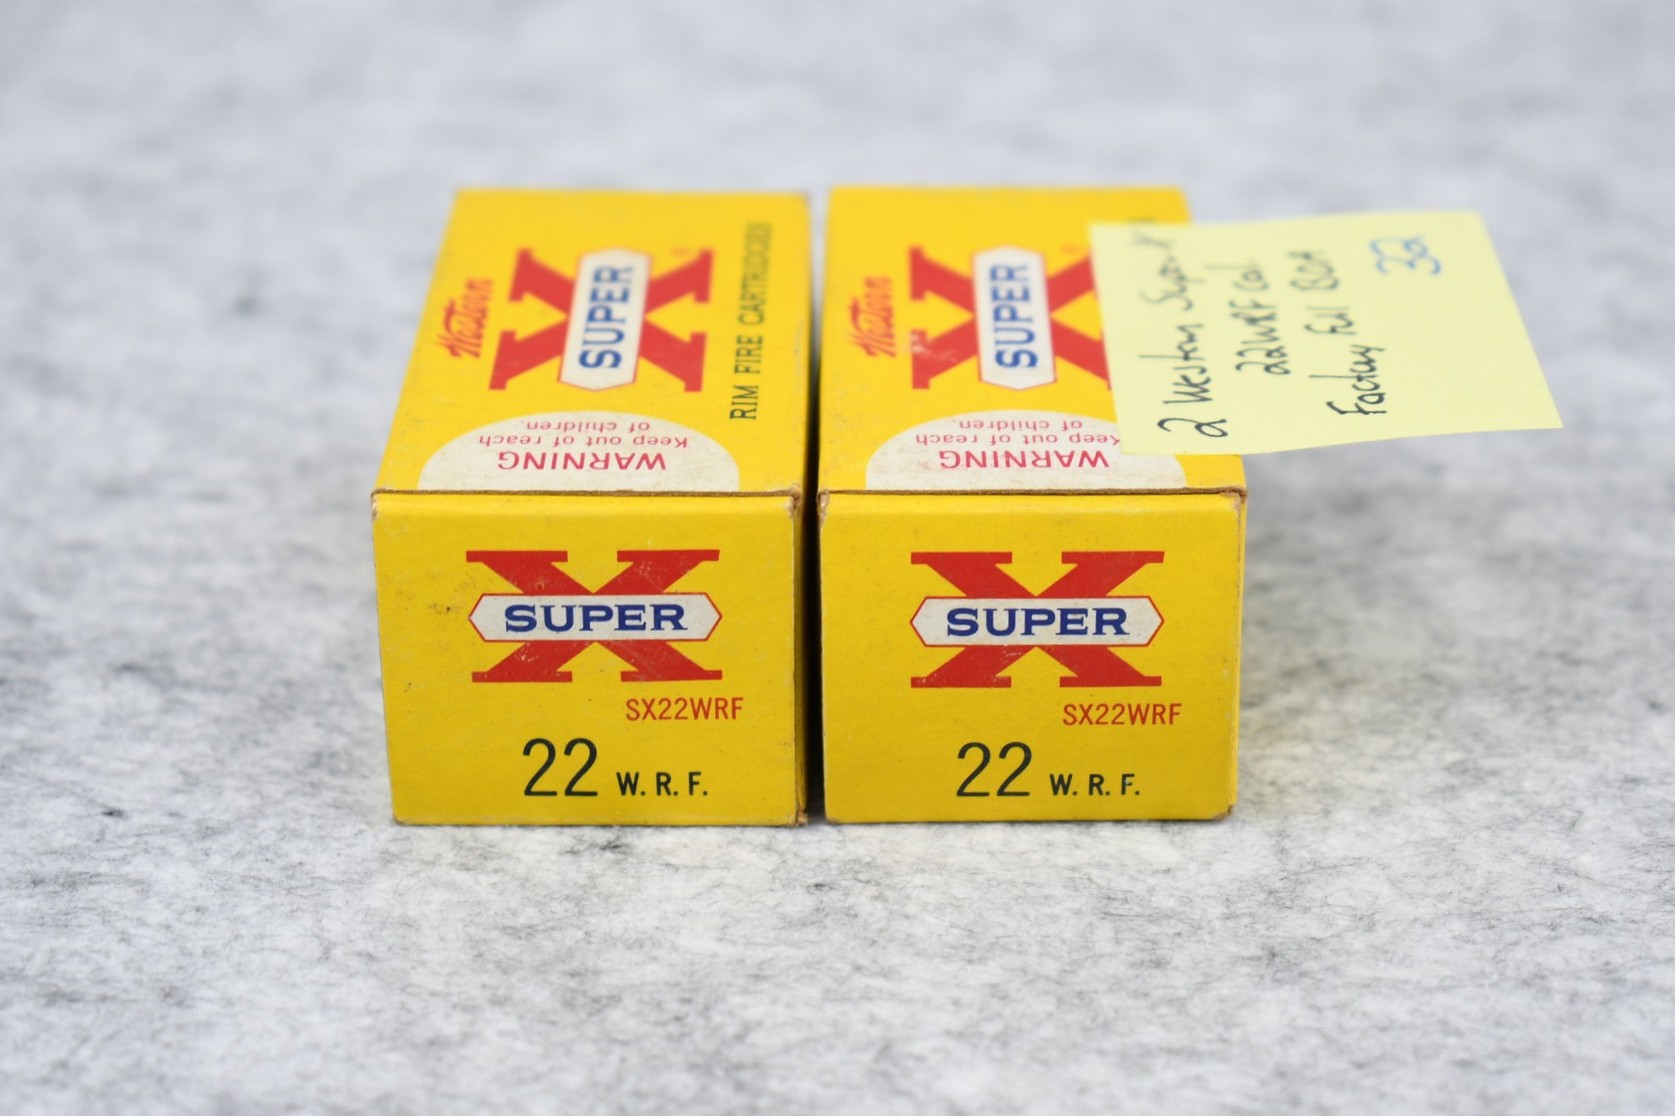 Western
SUPER X
RIM FIRE CARTRIDGES
WARNING
Keep out of reach
of children.
X
SUPER
SX22WRF
22 W. R. F.
Western
SUPER X
WARNING
Keep out of reach
of children.
X
SUPER
SX22WRF
22 W. R. F.
2 Western Super X
22WRF Cal
Factory Full BOX
32